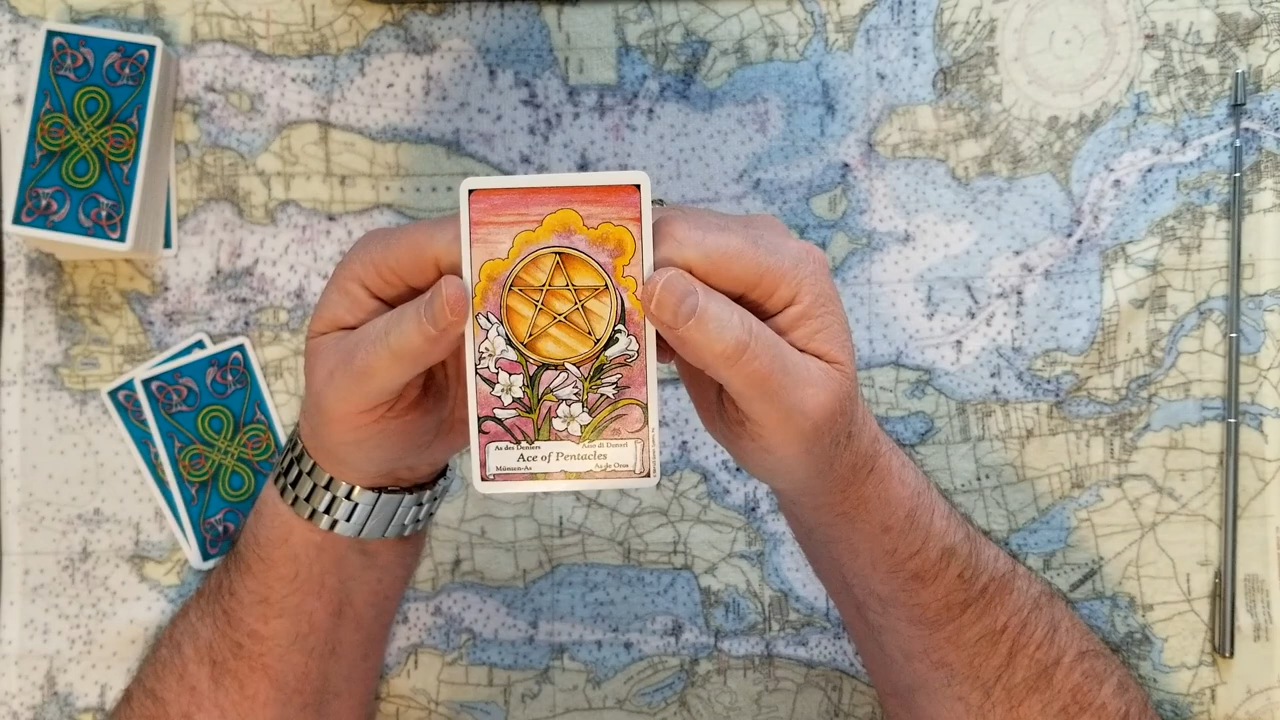 As des Deniers
Asso di Denari
Ace of Pentacles
Münzen-As
As de Oros